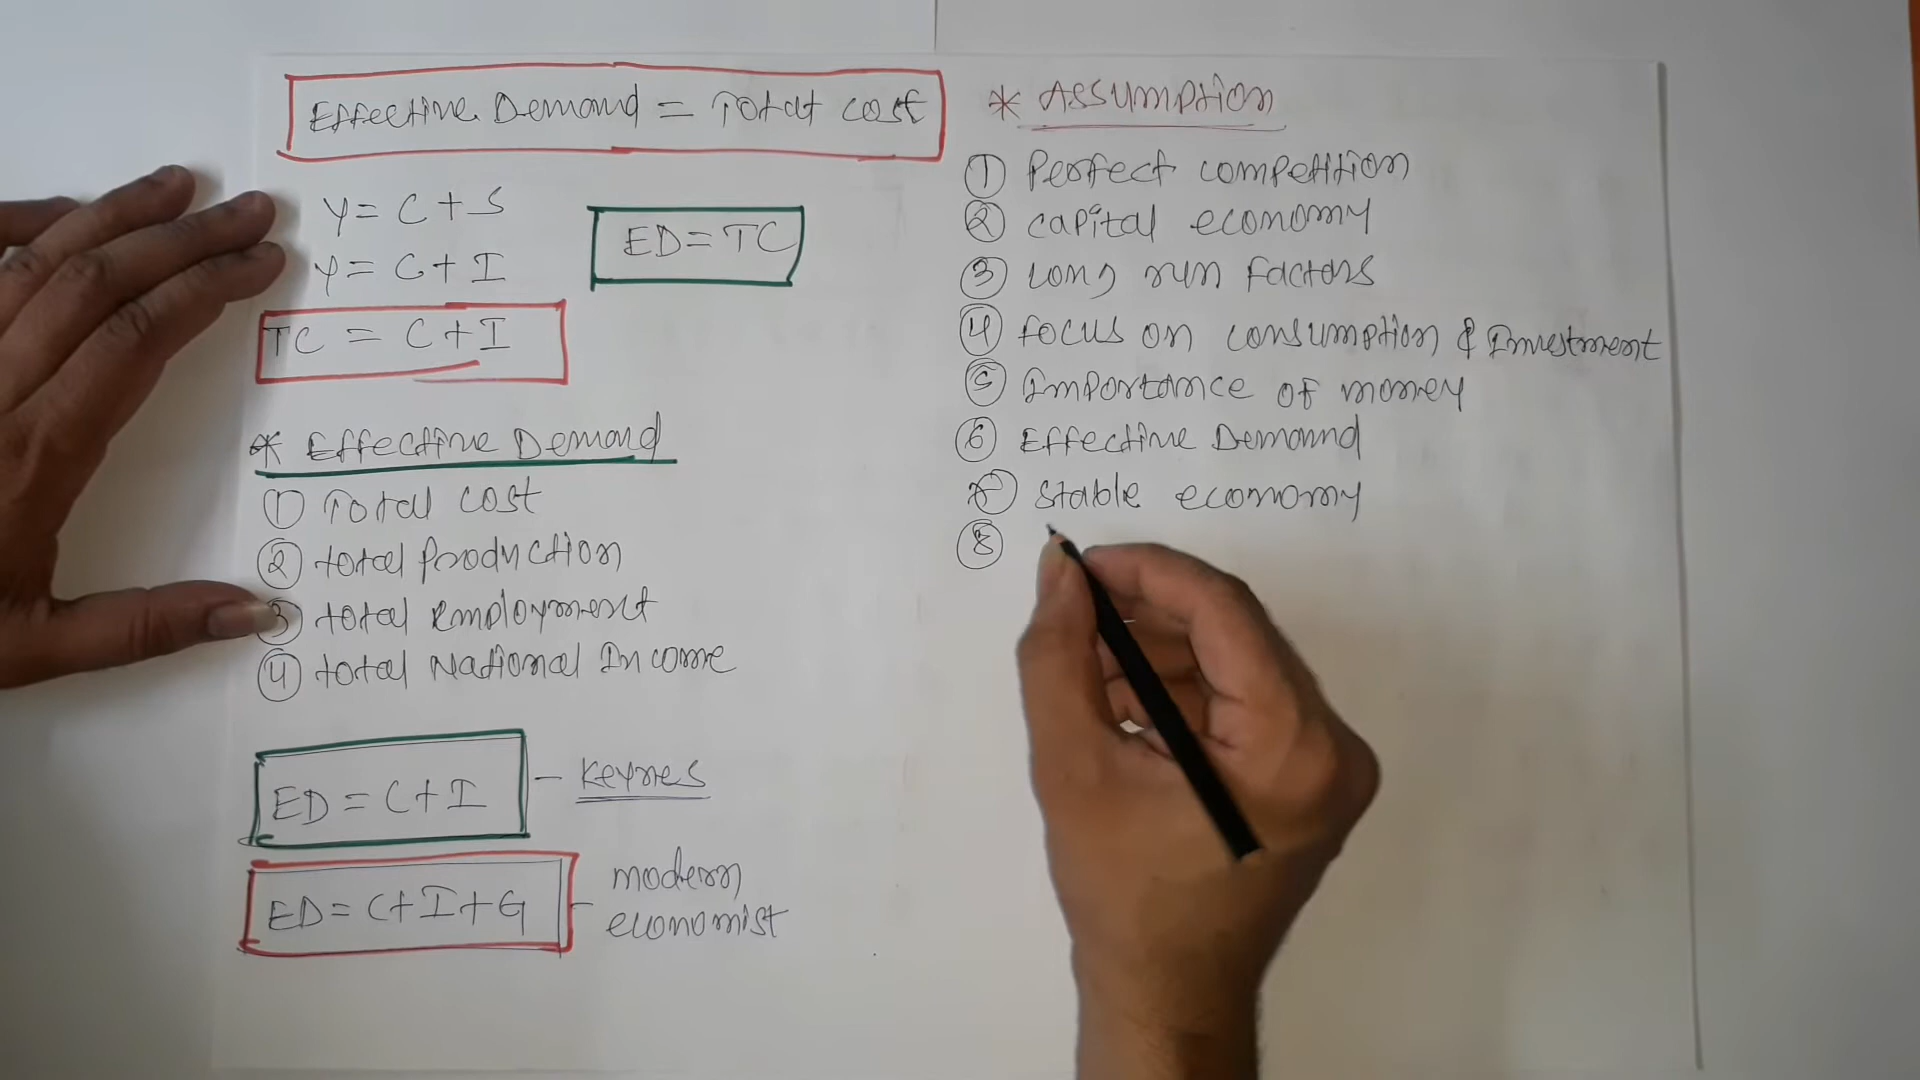 Effective Demand = Total cost
Y = C + S
Y = C + I
ED = TC
TC = C + I
* Effective Demand
① Total cost
② total production
③ total Employment
④ total National Income
ED = C + I - Keynes
ED = C + I + G - modern
economist
* Assumption
① Perfect competition
② capital economy
③ Long run factors
④ focus on consumption & Investment
⑤ Importance of money
⑥ Effective Demand
⑦ stable economy
⑧